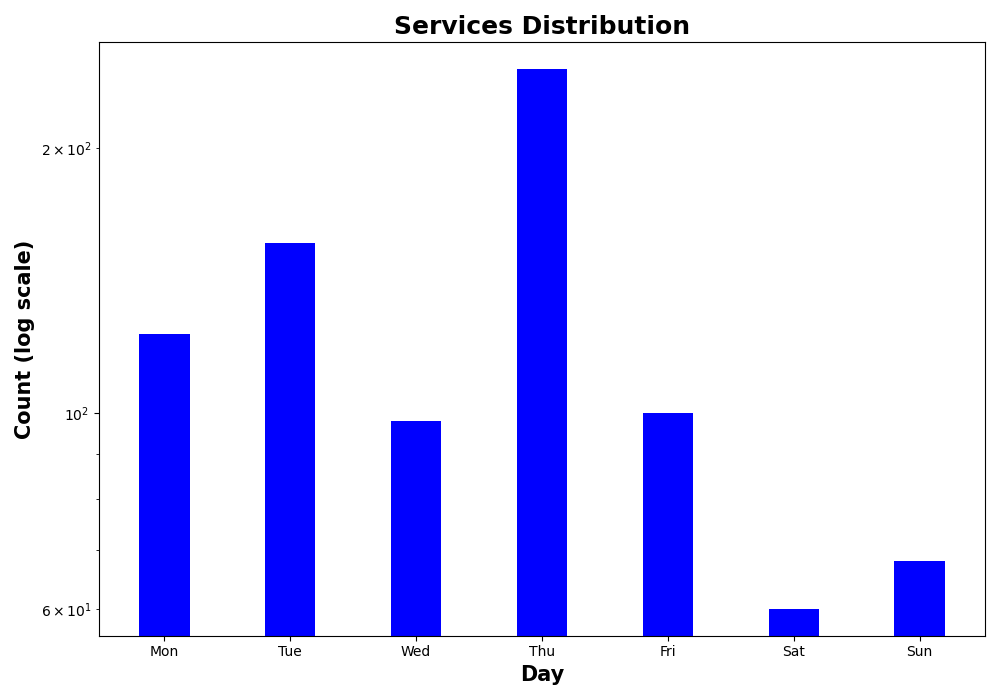 Services Distribution
Count (log scale)
2 × 10²
10²
6 × 10¹
Mon Tue Wed Thu Fri Sat Sun
Day